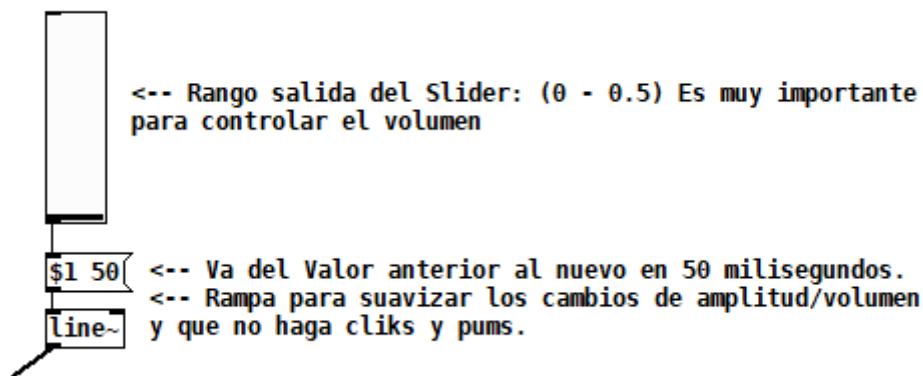 <-- Rango salida del Slider: (0 - 0.5) Es muy importante
para controlar el volumen
$1 50
<-- Va del Valor anterior al nuevo en 50 milisegundos.
<-- Rampa para suavizar los cambios de amplitud/volumen
line~
y que no haga cliks y pums.